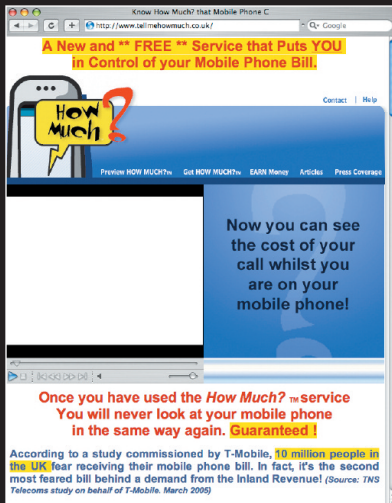 Know How Much? that Mobile Phone C
http://www.tellmehowmuch.co.uk/
Google
A New and ** FREE ** Service that Puts YOU
in Control of your Mobile Phone Bill.
Contact | Help
How
Much?
Preview HOW MUCH?TM Get HOW MUCH?TM EARN Money Articles Press Coverage
Now you can see
the cost of your
call whilst you
are on your
mobile phone!
Once you have used the How Much? TM service
You will never look at your mobile phone
in the same way again. Guaranteed !
According to a study commissioned by T-Mobile, 10 million people in
the UK fear receiving their mobile phone bill. In fact, it's the second
most feared bill behind a demand from the Inland Revenue! (Source: TNS
Telecoms study on behalf of T-Mobile. March 2005)